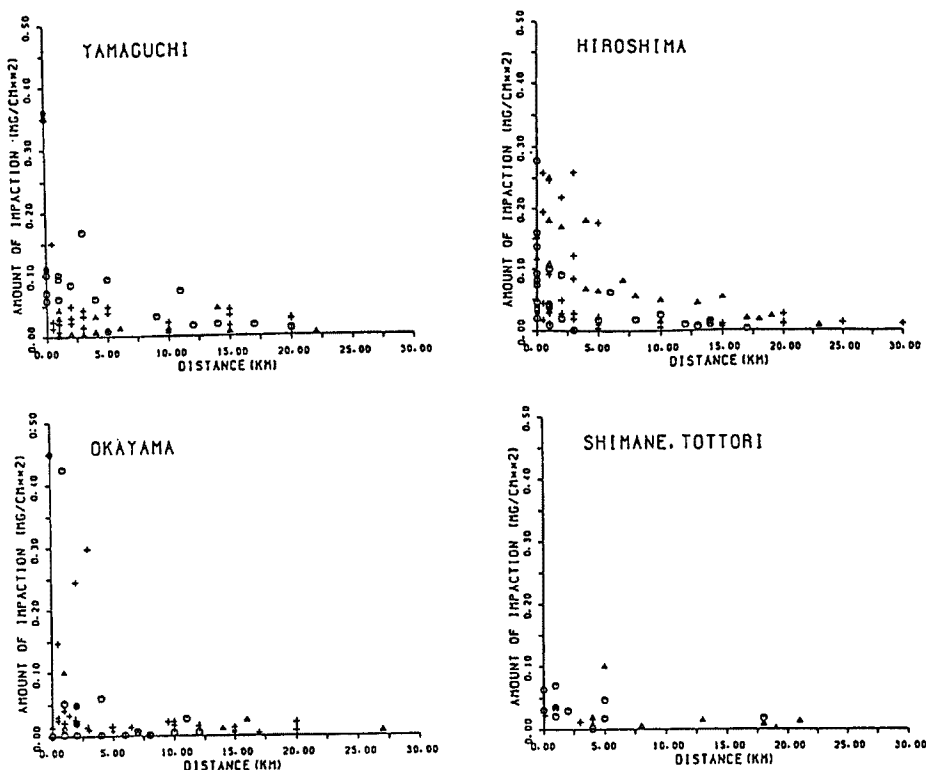 YAMAGUCHI
AMOUNT OF IMPACTION (MG/CM**2)
0.00 0.10 0.20 0.30 0.40 0.50
0.00 5.00 10.00 15.00 20.00 25.00 30.00
DISTANCE(KM)
HIROSHIMA
AMOUNT OF IMPACTION (MG/CM**2)
0.00 0.10 0.20 0.30 0.40 0.50
0.00 5.00 10.00 15.00 20.00 25.00 30.00
DISTANCE(KM)
OKAYAMA
AMOUNT OF IMPACTION (MG/CM**2)
0.00 0.10 0.20 0.30 0.40 0.50
0.00 5.00 10.00 15.00 20.00 25.00 30.00
DISTANCE(KM)
SHIMANE, TOTTORI
AMOUNT OF IMPACTION (MG/CM**2)
0.00 0.10 0.20 0.30 0.40 0.50
0.00 5.00 10.00 15.00 20.00 25.00 30.00
DISTANCE(KM)